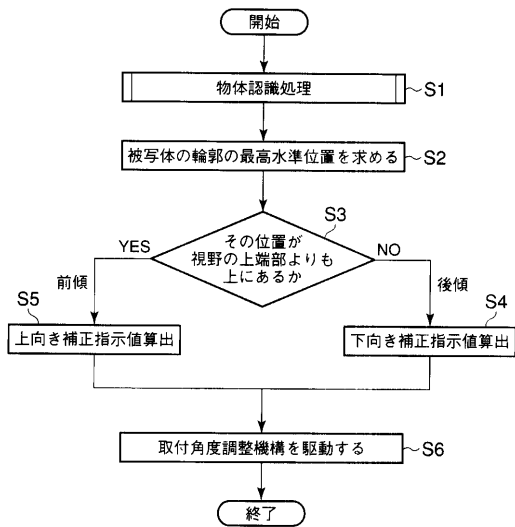 開始
物体認識処理
S1
被写体の輪郭の最高水準位置を求める
S2
S3
その位置が
視野の上端部よりも
上にあるか
YES
NO
前傾
後傾
S5
上向き補正指示値算出
S4
下向き補正指示値算出
取付角度調整機構を駆動する
S6
終了